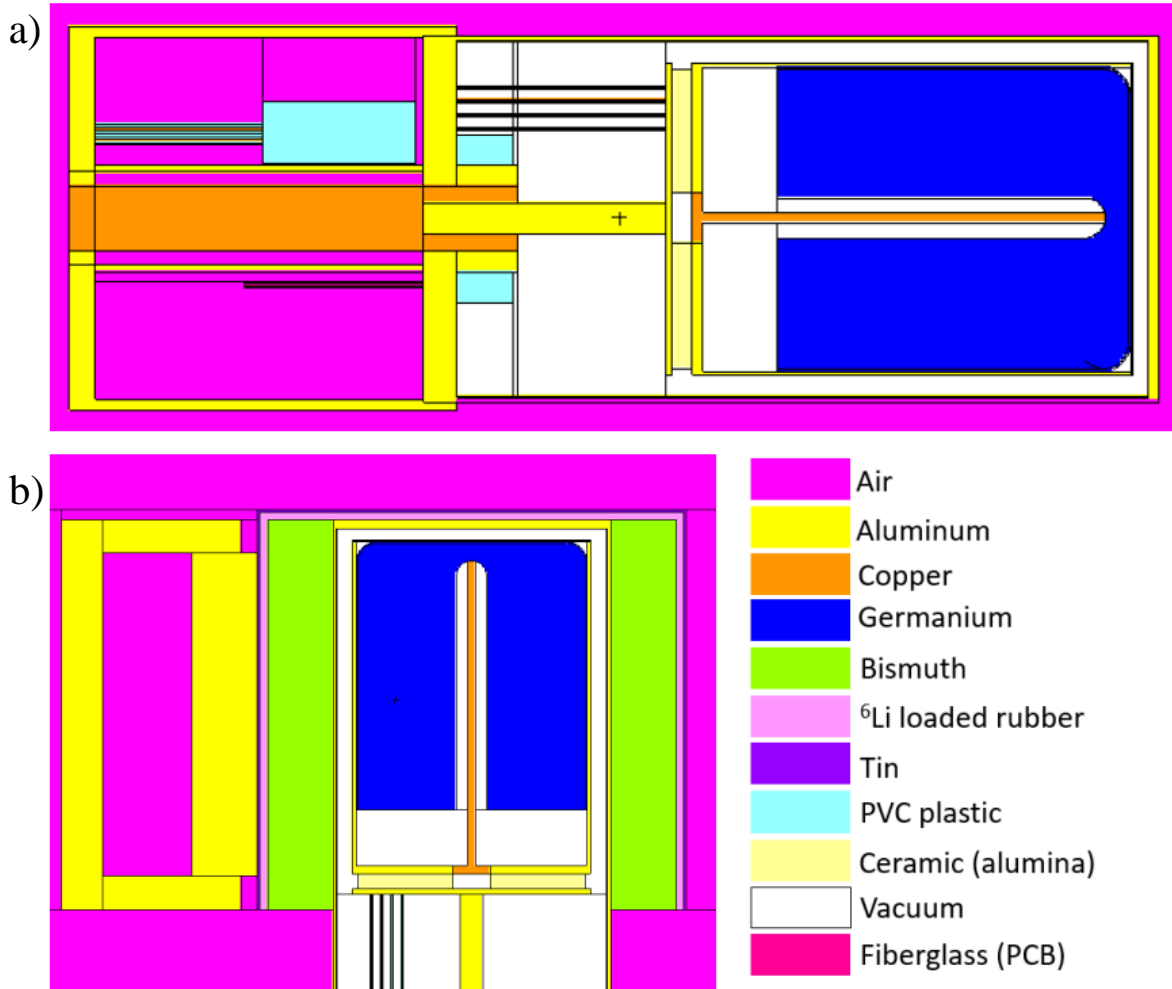 a)
b)
Air
Aluminum
Copper
Germanium
Bismuth
⁶Li loaded rubber
Tin
PVC plastic
Ceramic (alumina)
Vacuum
Fiberglass (PCB)